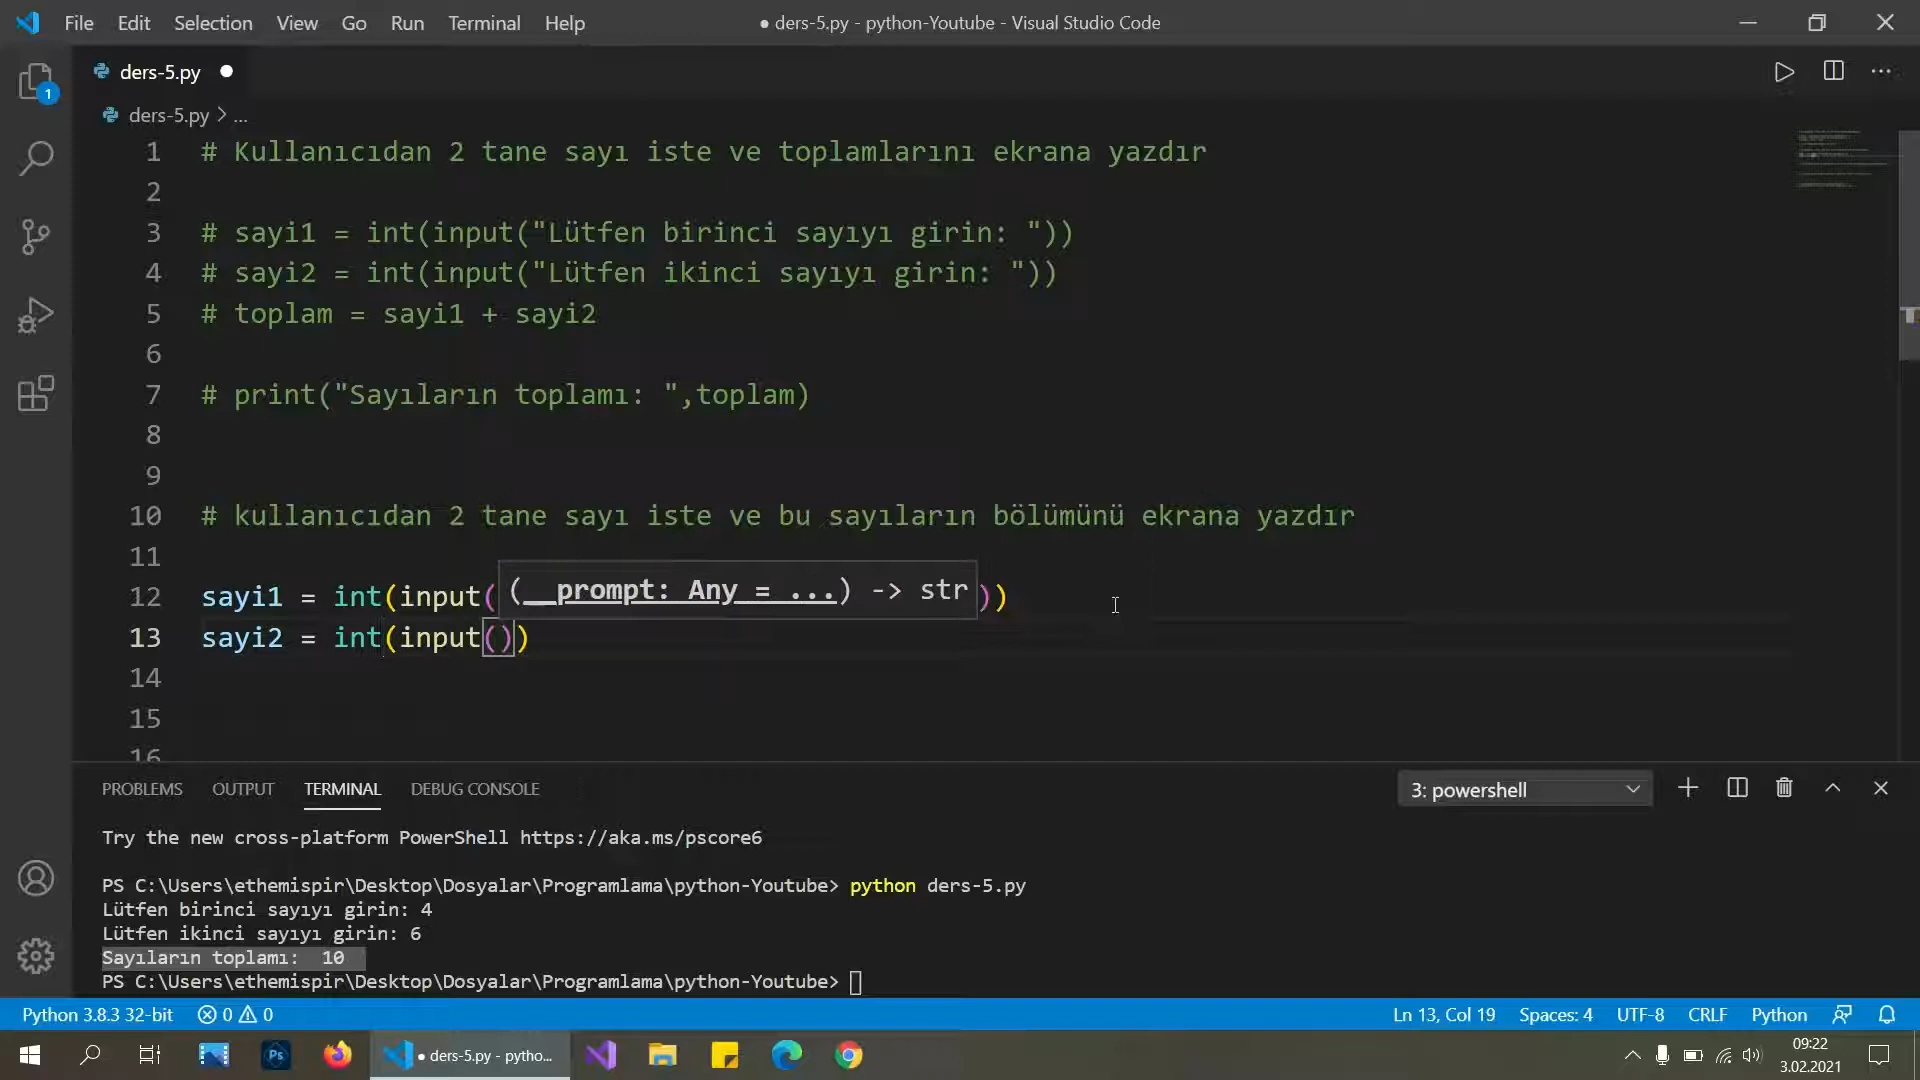 File Edit Selection View Go Run Terminal Help ● ders-5.py - python-Youtube - Visual Studio Code
ders-5.py
1
ders-5.py > ...
1 # Kullanıcıdan 2 tane sayı iste ve toplamlarını ekrana yazdır
2
3 # sayi1 = int(input("Lütfen birinci sayıyı girin: "))
4 # sayi2 = int(input("Lütfen ikinci sayıyı girin: "))
5 # toplam = sayi1 + sayi2
6
7 # print("Sayıların toplamı: ",toplam)
8
9
10 # kullanıcıdan 2 tane sayı iste ve bu sayıların bölümünü ekrana yazdır
11
(__prompt: Any = ...) -> str
12 sayi1 = int(input( ))
13 sayi2 = int(input())
14
15
16
PROBLEMS OUTPUT TERMINAL DEBUG CONSOLE 3: powershell
Try the new cross-platform PowerShell https://aka.ms/pscore6
PS C:\Users\ethemispir\Desktop\Dosyalar\Programlama\python-Youtube> python ders-5.py
Lütfen birinci sayıyı girin: 4
Lütfen ikinci sayıyı girin: 6
Sayıların toplamı:  10
PS C:\Users\ethemispir\Desktop\Dosyalar\Programlama\python-Youtube>
Python 3.8.3 32-bit 0 0 Ln 13, Col 19 Spaces: 4 UTF-8 CRLF Python
Ps ● ders-5.py - pytho... 09:22
3.02.2021